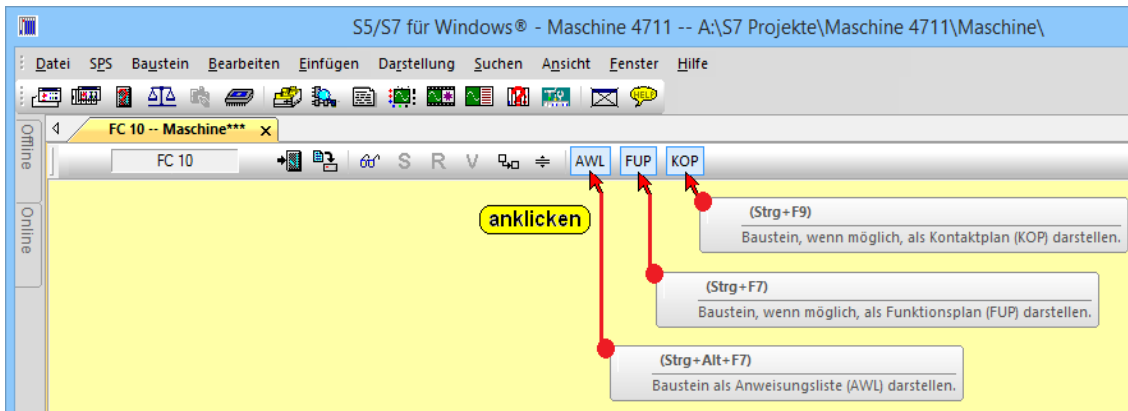 S5/S7 für Windows® - Maschine 4711 -- A:\S7 Projekte\Maschine 4711\Maschine\
Datei SPS Baustein Bearbeiten Einfügen Darstellung Suchen Ansicht Fenster Hilfe
HELP
Offline
FC 10 -- Maschine*** x
FC 10 S R V AWL FUP KOP
Online
anklicken
(Strg+F9)
Baustein, wenn möglich, als Kontaktplan (KOP) darstellen.
(Strg+F7)
Baustein, wenn möglich, als Funktionsplan (FUP) darstellen.
(Strg+Alt+F7)
Baustein als Anweisungsliste (AWL) darstellen.